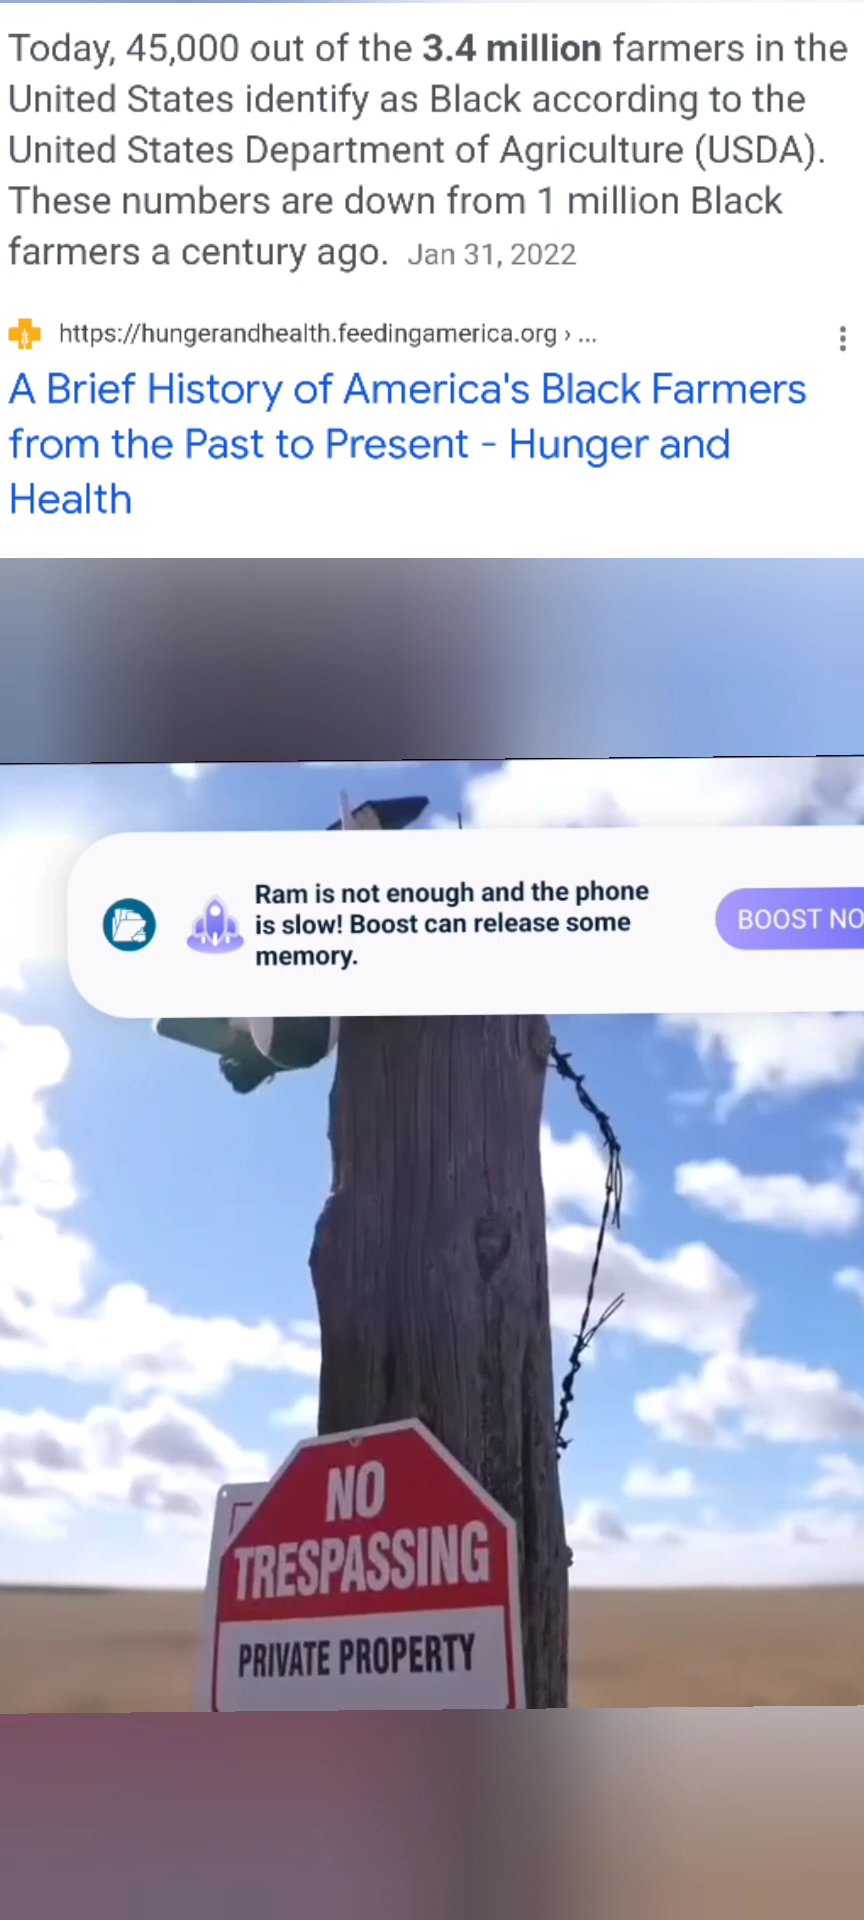 Today, 45,000 out of the 3.4 million farmers in the
United States identify as Black according to the
United States Department of Agriculture (USDA).
These numbers are down from 1 million Black
farmers a century ago. Jan 31, 2022
https://hungerandhealth.feedingamerica.org › ...
A Brief History of America's Black Farmers
from the Past to Present - Hunger and
Health
Ram is not enough and the phone
is slow! Boost can release some
memory.
BOOST NO
NO
TRESPASSING
PRIVATE PROPERTY